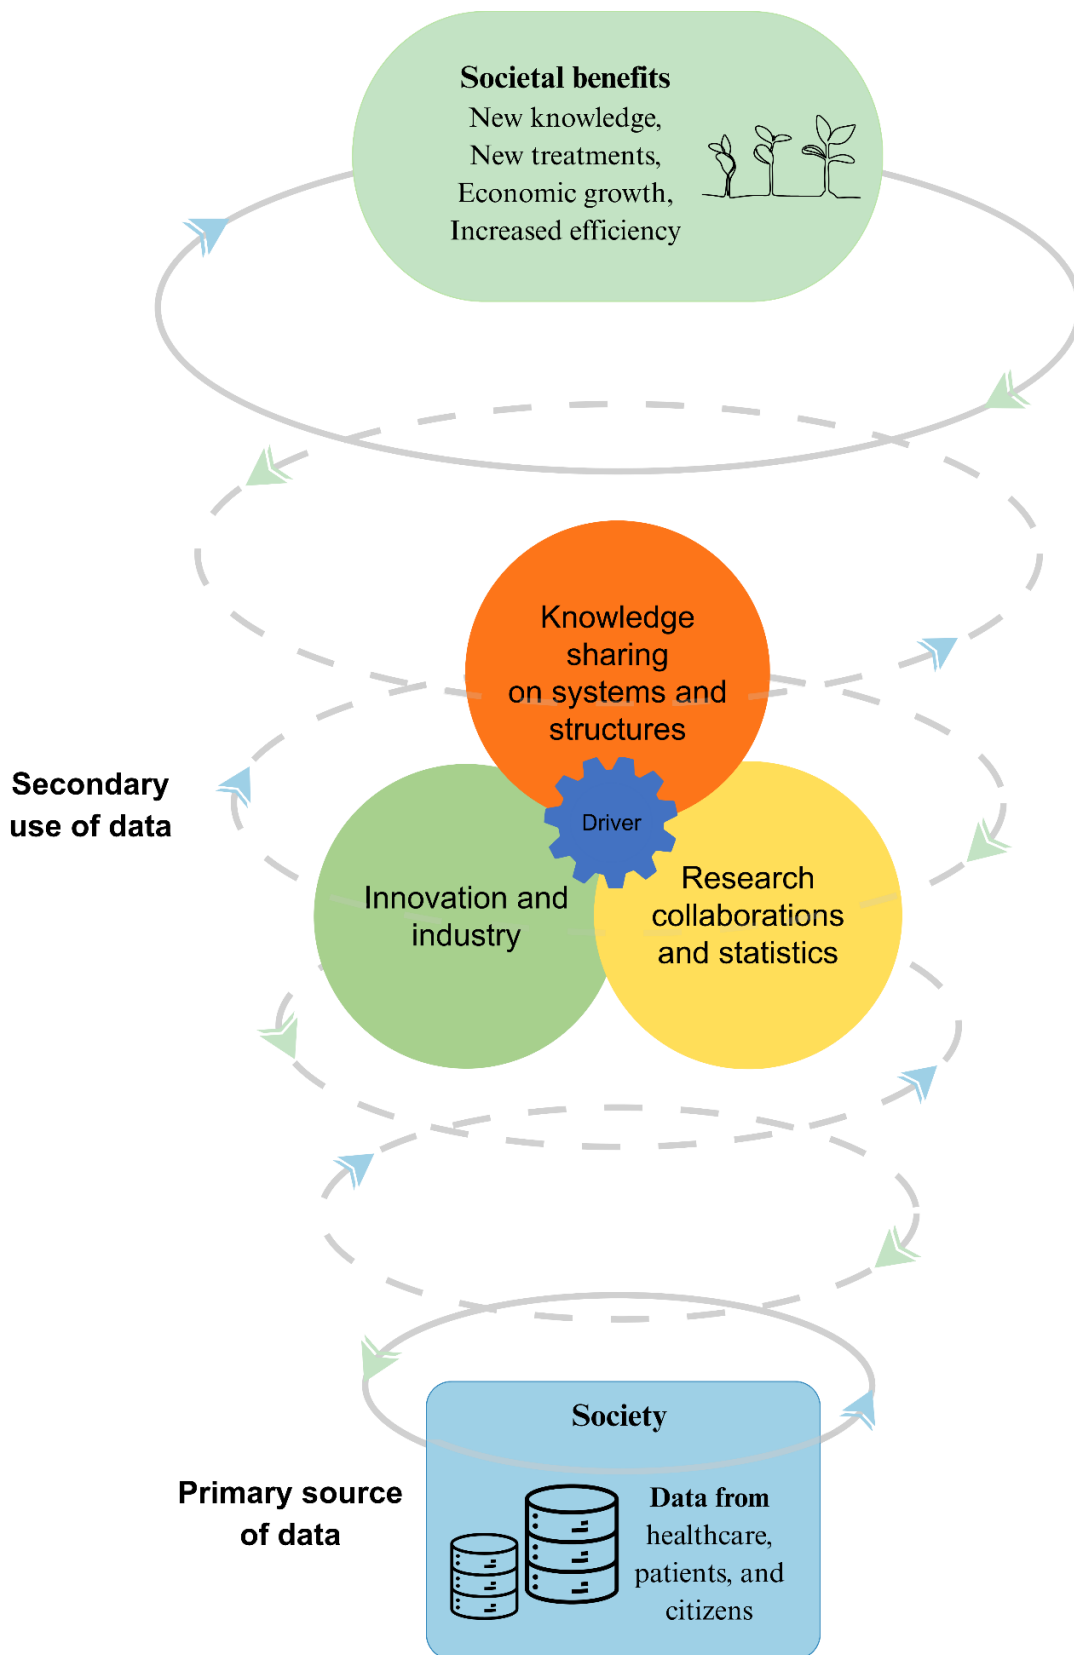 Societal benefits
New knowledge,
New treatments,
Economic growth,
Increased efficiency
Knowledge
sharing
on systems and
structures
Secondary
use of data
Driver
Innovation and
industry
Research
collaborations
and statistics
Society
Primary source
of data
Data from
healthcare,
patients, and
citizens